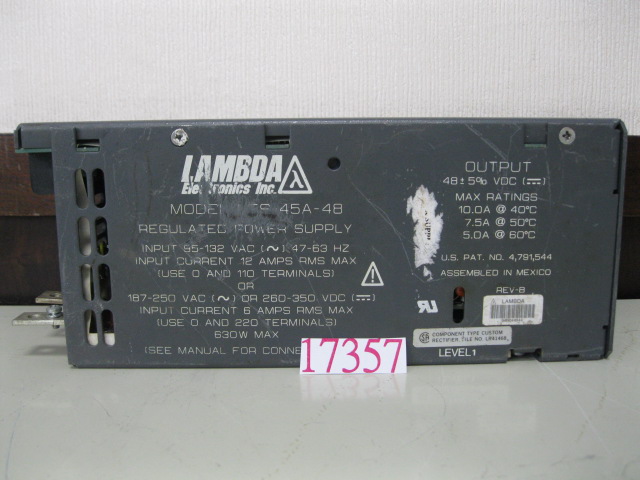 LAMBDA
Electronics Inc.
MODEL 45A-48
REGULATED POWER SUPPLY
INPUT 95-132 VAC (~) 47-63 HZ
INPUT CURRENT 12 AMPS RMS MAX
(USE 0 AND 110 TERMINALS)
OR
187-250 VAC (~) OR 260-350 VDC (⎓)
INPUT CURRENT 6 AMPS RMS MAX
(USE 0 AND 220 TERMINALS)
630W MAX
(SEE MANUAL FOR
OUTPUT
48±5% VDC (⎓)
MAX RATINGS
10.0A @ 40°C
7.5A @ 50°C
5.0A @ 60°C
U.S. PAT. NO. 4,791,544
ASSEMBLED IN MEXICO
REV-B
LAMBDA
COMPONENT TYPE CUSTOM
RECTIFIER, FILE NO. LR41468,
LEVEL1
17357